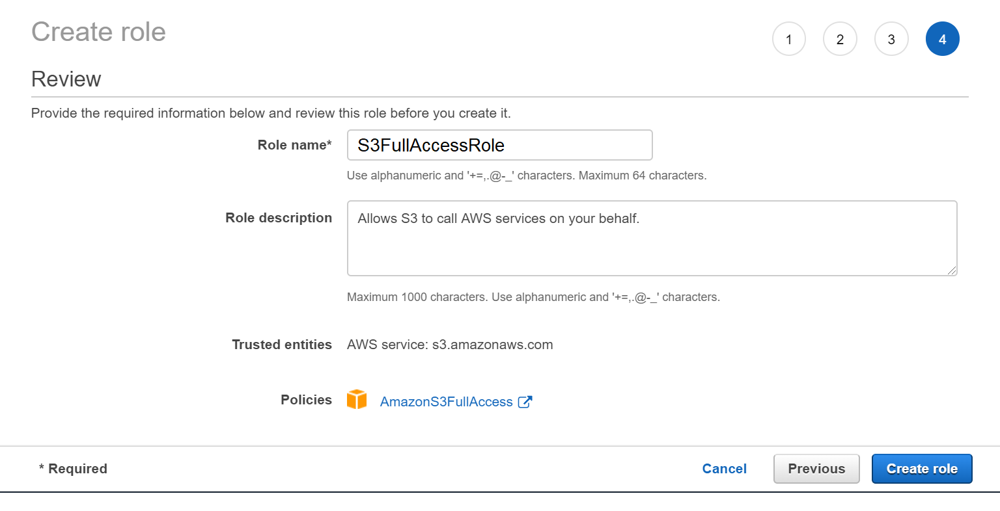 Create role
1 2 3 4
Review
Provide the required information below and review this role before you create it.
Role name* S3FullAccessRole
Use alphanumeric and '+=,.@-_' characters. Maximum 64 characters.
Role description Allows S3 to call AWS services on your behalf.
Maximum 1000 characters. Use alphanumeric and '+=,.@-_' characters.
Trusted entities AWS service: s3.amazonaws.com
Policies AmazonS3FullAccess
* Required Cancel Previous Create role